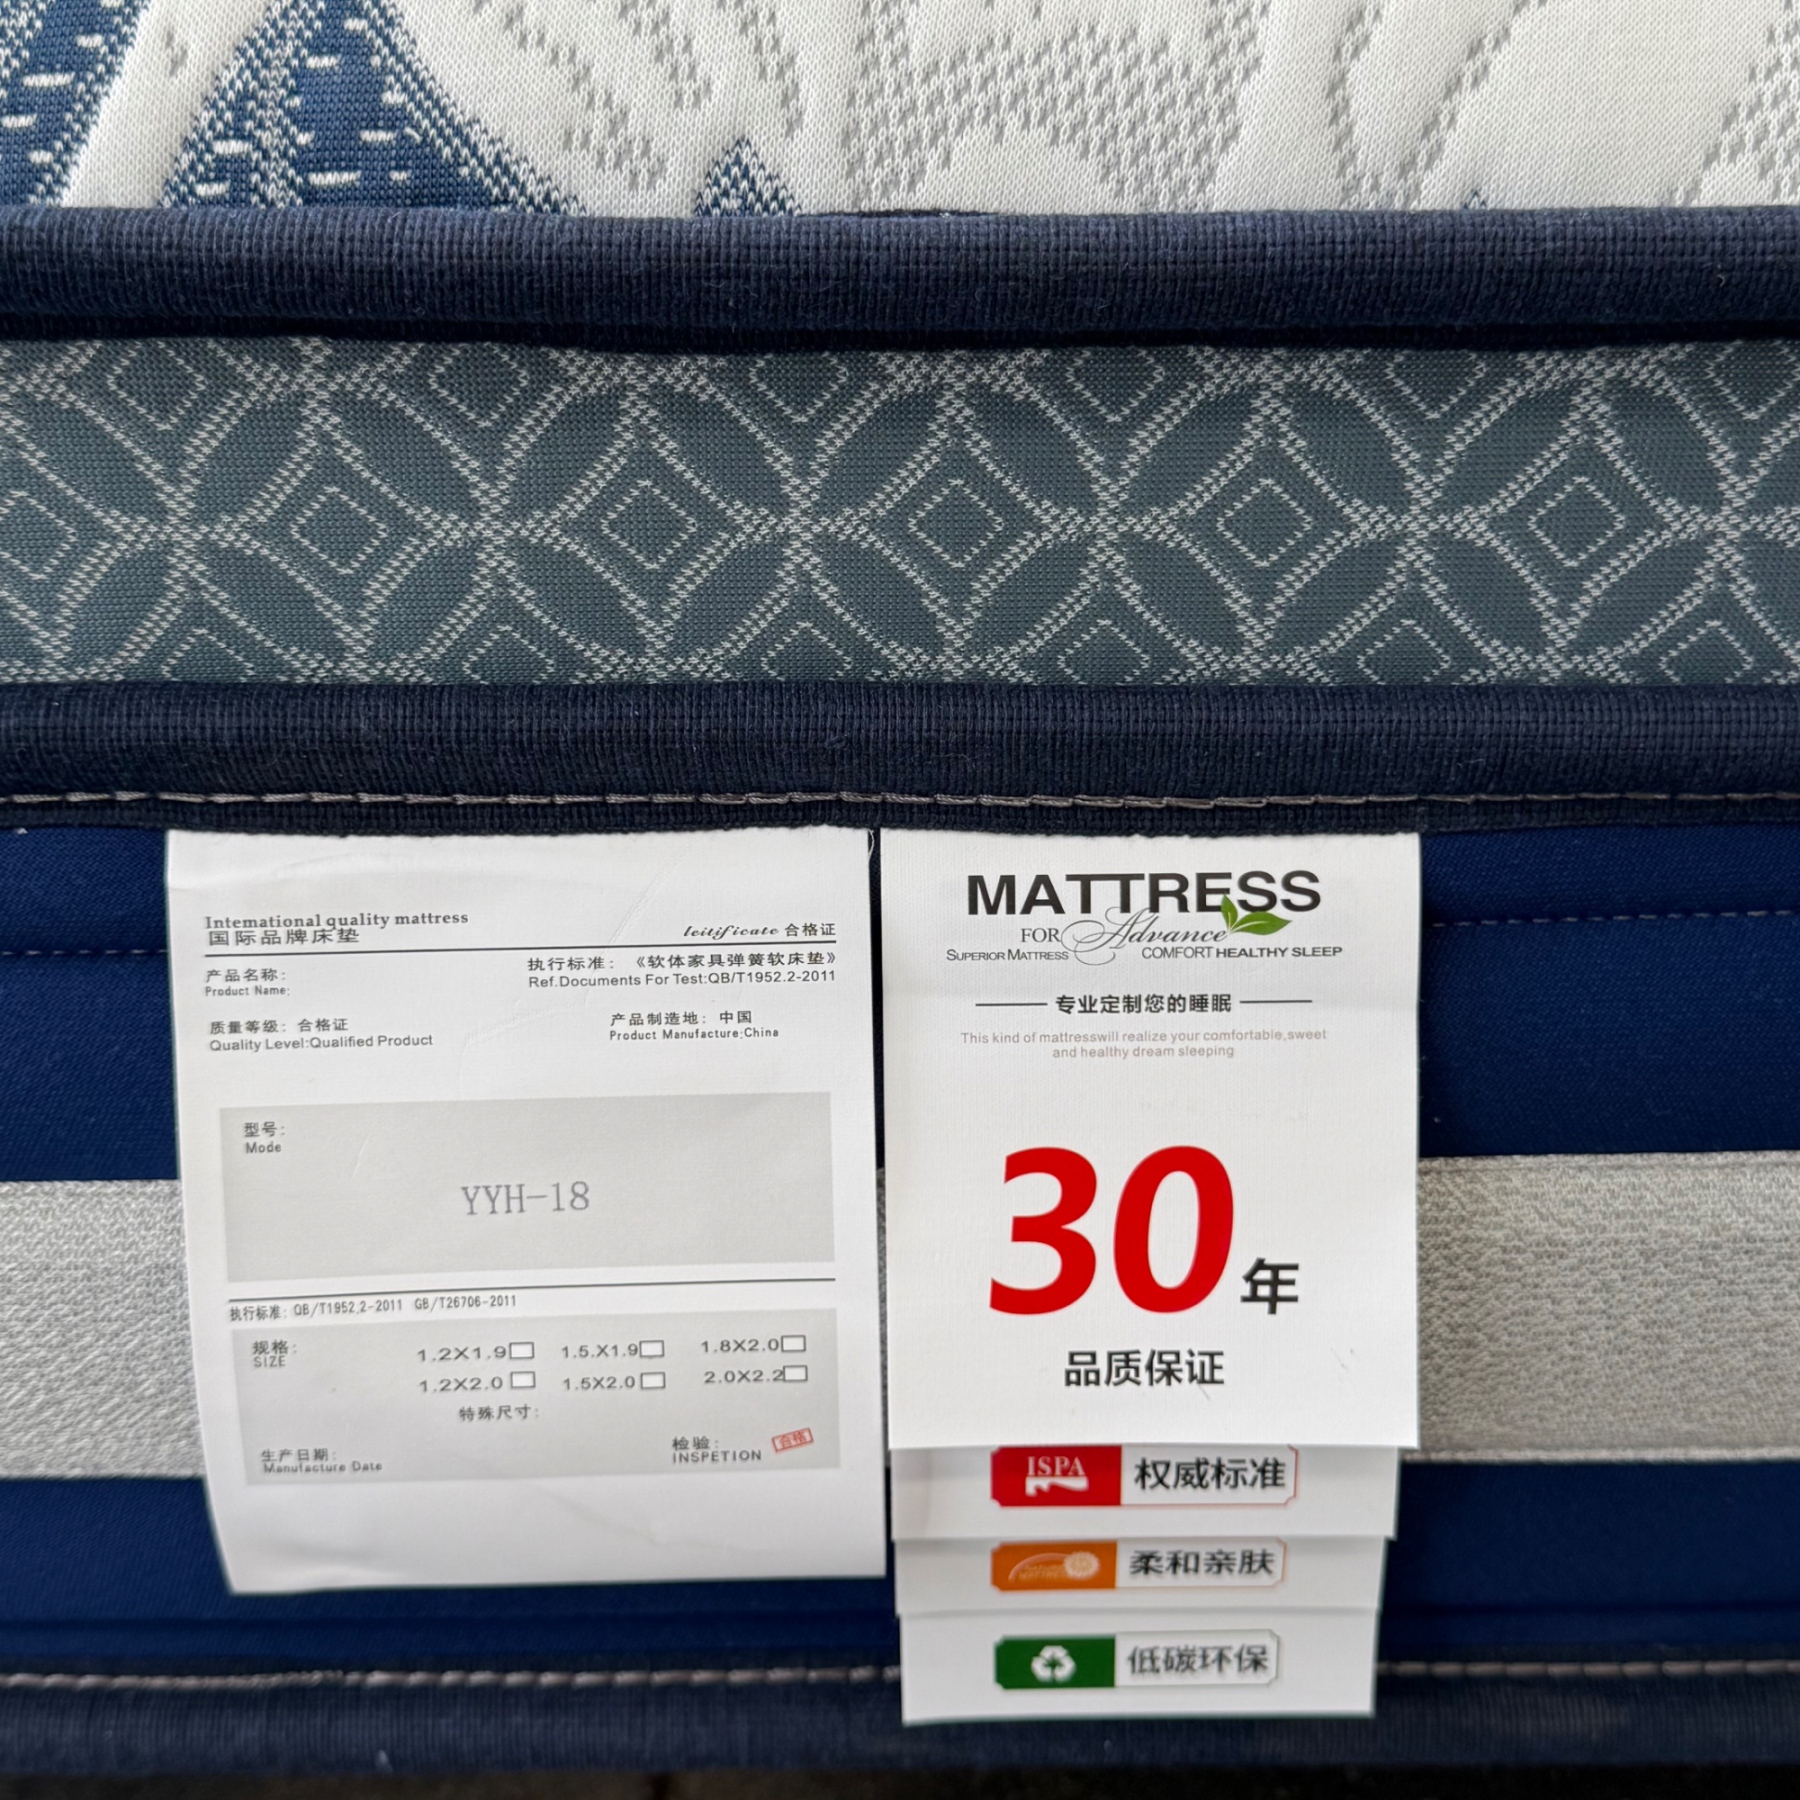 International quality mattress
国际品牌床垫
leitificate 合格证
产品名称:
Product Name:
执行标准：《软体家具弹簧软床垫》
Ref.Documents For Test:QB/T1952.2-2011
质量等级: 合格证
Quality Level:Qualified Product
产品制造地: 中国
Product Manufacture:China
型号:
Mode
YYH-18
执行标准: QB/T1952.2-2011 GB/T26706-2011
规格:
SIZE
1.2X1.9 1.5.X1.9 1.8X2.0
1.2X2.0 1.5X2.0 2.0X2.2
特殊尺寸:
生产日期:
Manufacture Date
检验:
INSPETION
合格
MATTRESS
FOR Advance
SUPERIOR MATTRESS COMFORT HEALTHY SLEEP
专业定制您的睡眠
This kind of mattresswill realize your comfortable,sweet
and healthy dream sleeping
30年
品质保证
ISPA 权威标准
柔和亲肤
低碳环保